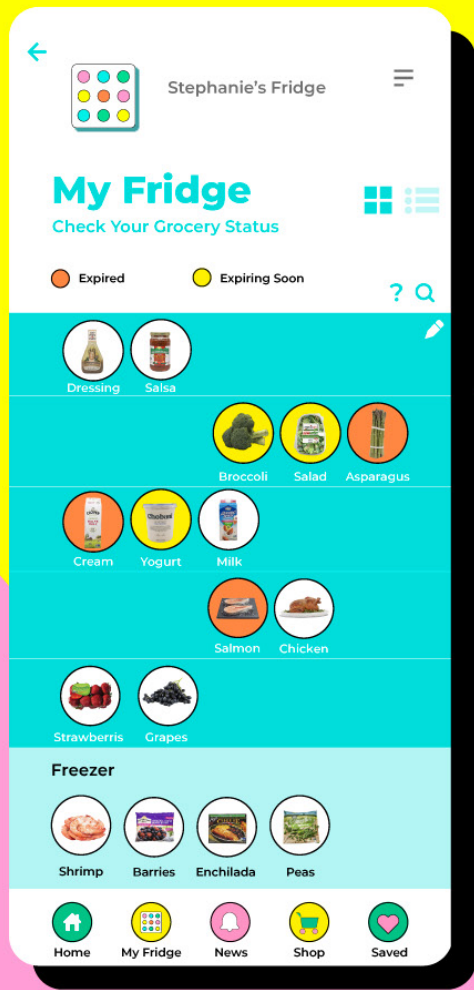 Stephanie's Fridge
My Fridge
Check Your Grocery Status
Expired
Expiring Soon
?
Dressing Salsa
Broccoli Salad Asparagus
Chobani
Cream Yogurt Milk
Salmon Chicken
Strawberris Grapes
Freezer
Shrimp Barries Enchilada Peas
Home My Fridge News Shop Saved